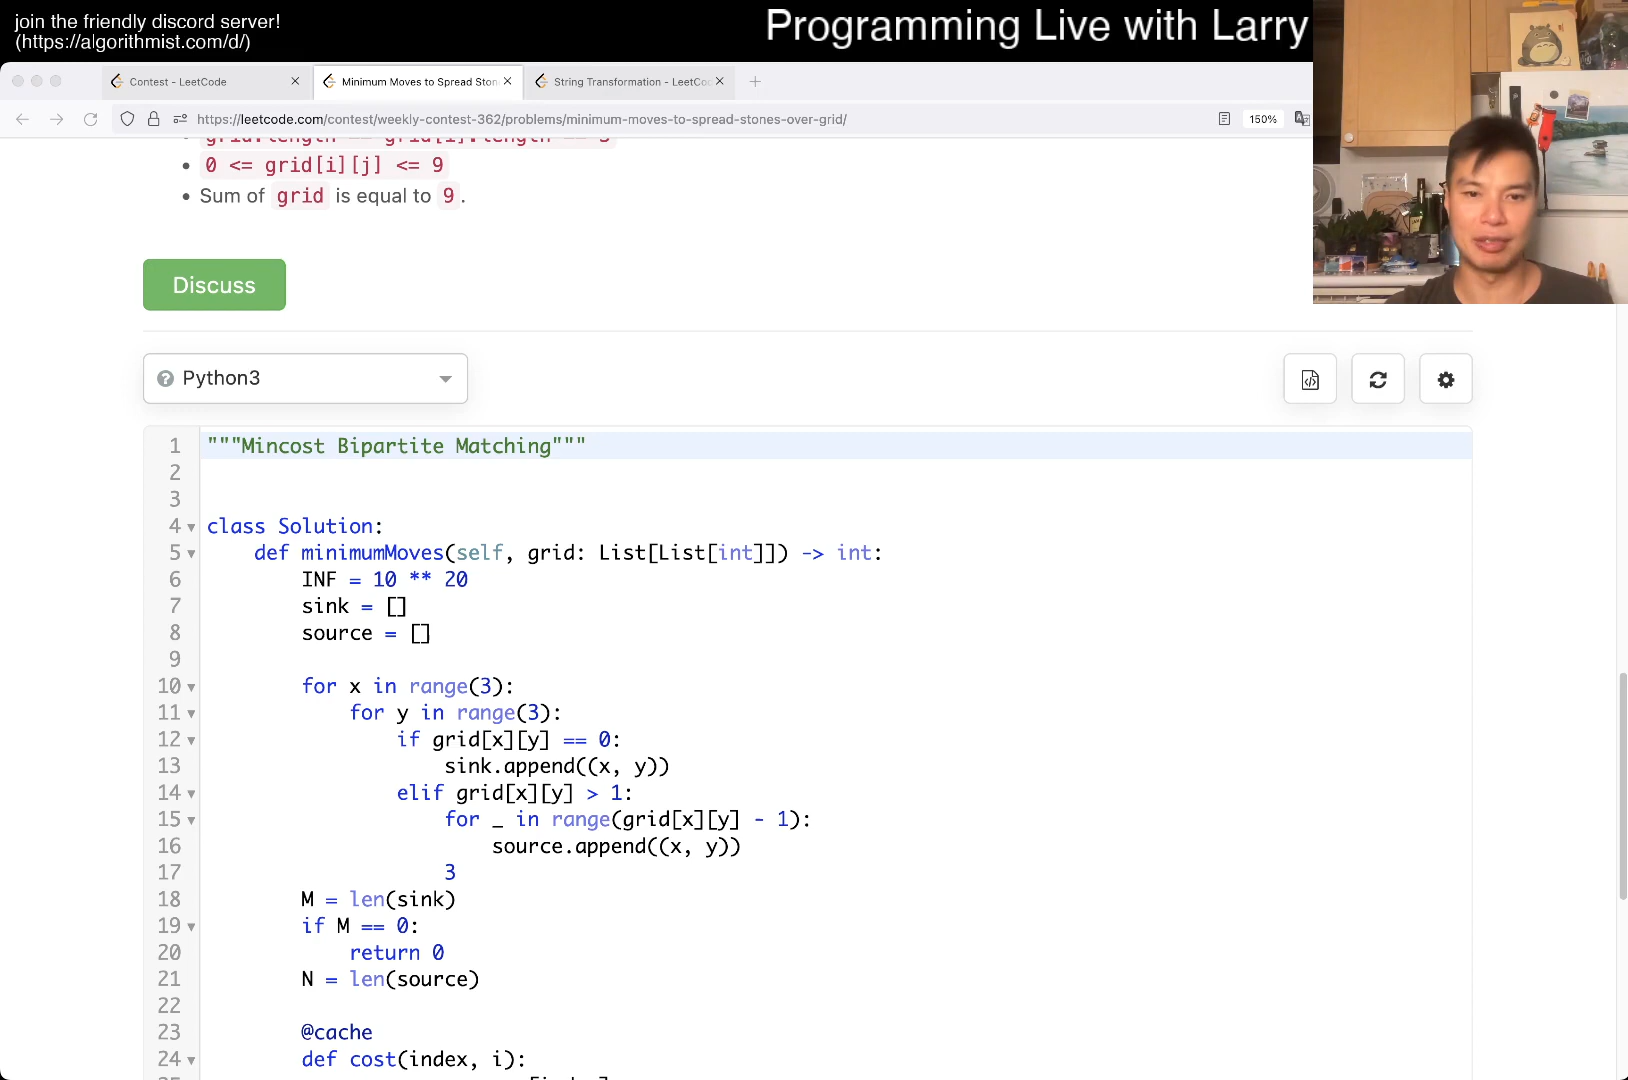 join the friendly discord server!
(https://algorithmist.com/d/)
Programming Live with Larry
Contest - LeetCode
Minimum Moves to Spread Ston
String Transformation - LeetCo
https://leetcode.com/contest/weekly-contest-362/problems/minimum-moves-to-spread-stones-over-grid/
150%
0 <= grid[i][j] <= 9
Sum of grid is equal to 9.
Discuss
Python3
1 """Mincost Bipartite Matching"""
2
3
4 class Solution:
5 def minimumMoves(self, grid: List[List[int]]) -> int:
6 INF = 10 ** 20
7 sink = []
8 source = []
9
10 for x in range(3):
11 for y in range(3):
12 if grid[x][y] == 0:
13 sink.append((x, y))
14 elif grid[x][y] > 1:
15 for _ in range(grid[x][y] - 1):
16 source.append((x, y))
17 3
18 M = len(sink)
19 if M == 0:
20 return 0
21 N = len(source)
22
23 @cache
24 def cost(index, i):